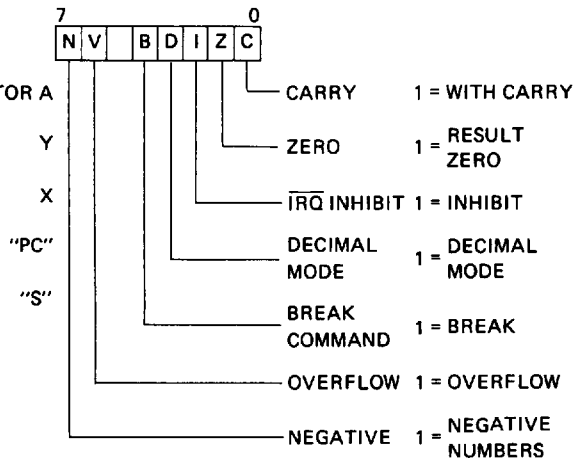 7 0
N V B D I Z C
TOR A
CARRY 1 = WITH CARRY
Y
ZERO 1 = RESULT ZERO
X
IRQ INHIBIT 1 = INHIBIT
"PC"
DECIMAL MODE 1 = DECIMAL MODE
"S"
BREAK COMMAND 1 = BREAK
OVERFLOW 1 = OVERFLOW
NEGATIVE 1 = NEGATIVE NUMBERS